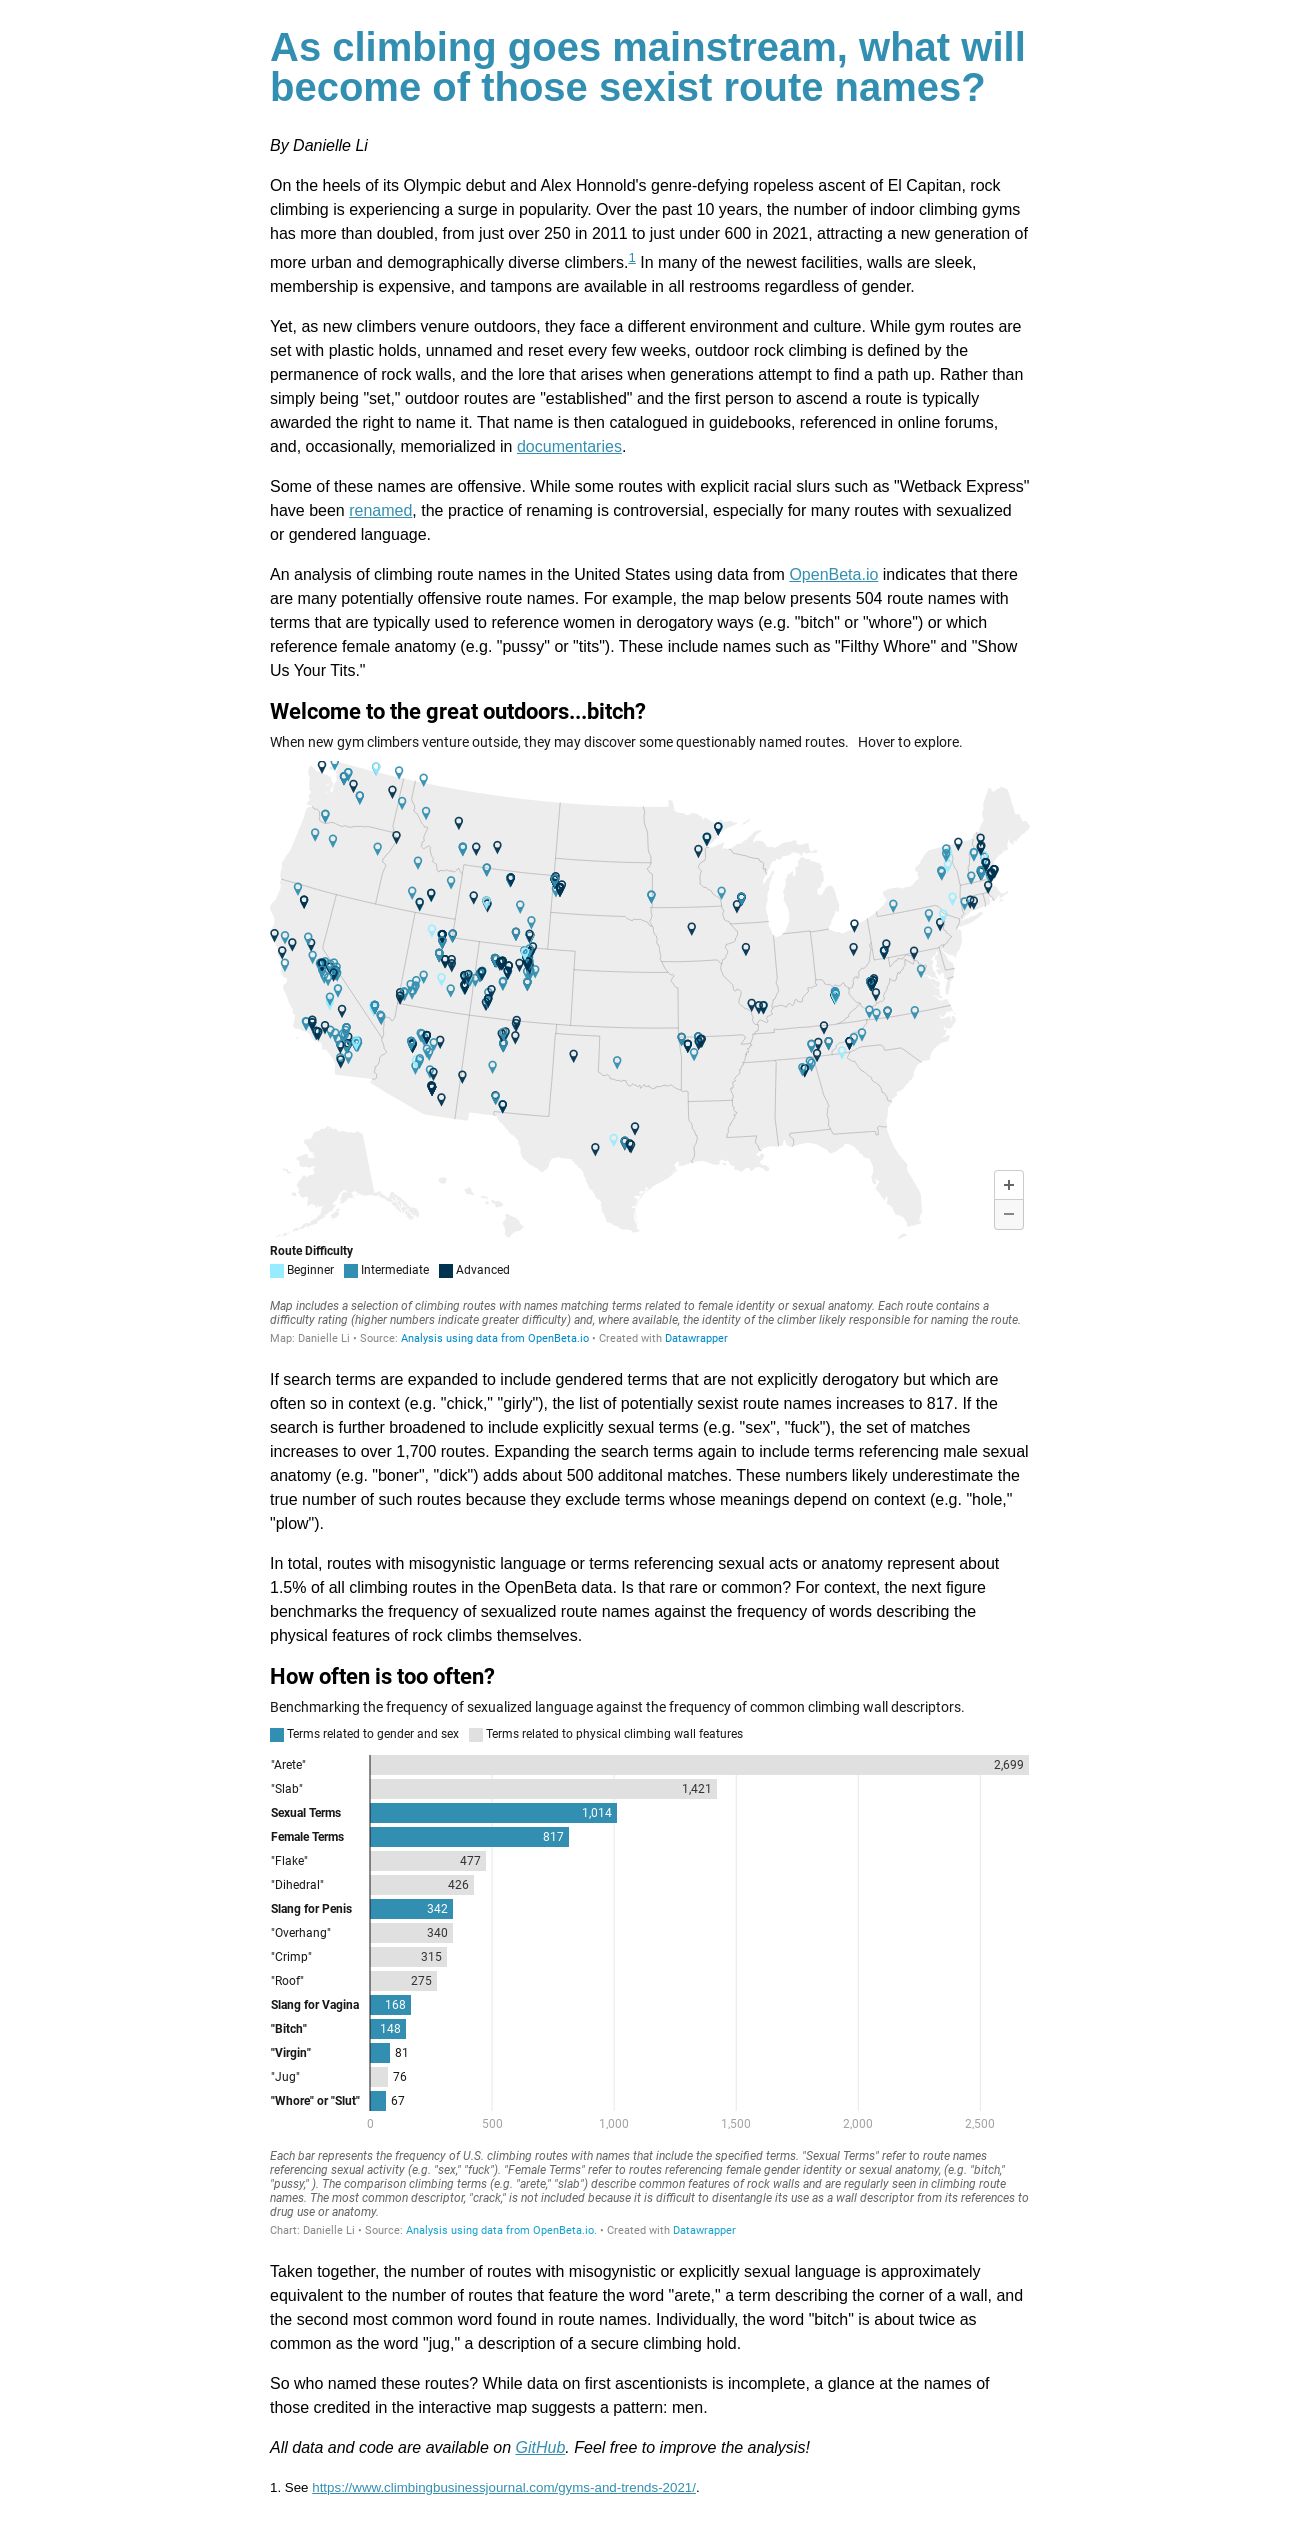 As climbing goes mainstream, what will
become of those sexist route names?
By Danielle Li
On the heels of its Olympic debut and Alex Honnold's genre-defying ropeless ascent of El Capitan, rock
climbing is experiencing a surge in popularity. Over the past 10 years, the number of indoor climbing gyms
has more than doubled, from just over 250 in 2011 to just under 600 in 2021, attracting a new generation of
more urban and demographically diverse climbers.1 In many of the newest facilities, walls are sleek,
membership is expensive, and tampons are available in all restrooms regardless of gender.
Yet, as new climbers venure outdoors, they face a different environment and culture. While gym routes are
set with plastic holds, unnamed and reset every few weeks, outdoor rock climbing is defined by the
permanence of rock walls, and the lore that arises when generations attempt to find a path up. Rather than
simply being "set," outdoor routes are "established" and the first person to ascend a route is typically
awarded the right to name it. That name is then catalogued in guidebooks, referenced in online forums,
and, occasionally, memorialized in documentaries.
Some of these names are offensive. While some routes with explicit racial slurs such as "Wetback Express"
have been renamed, the practice of renaming is controversial, especially for many routes with sexualized
or gendered language.
An analysis of climbing route names in the United States using data from OpenBeta.io indicates that there
are many potentially offensive route names. For example, the map below presents 504 route names with
terms that are typically used to reference women in derogatory ways (e.g. "bitch" or "whore") or which
reference female anatomy (e.g. "pussy" or "tits"). These include names such as "Filthy Whore" and "Show
Us Your Tits."
Welcome to the great outdoors...bitch?
When new gym climbers venture outside, they may discover some questionably named routes. Hover to explore.
+
−
Route Difficulty
Beginner Intermediate Advanced
Map includes a selection of climbing routes with names matching terms related to female identity or sexual anatomy. Each route contains a
difficulty rating (higher numbers indicate greater difficulty) and, where available, the identity of the climber likely responsible for naming the route.
Map: Danielle Li • Source: Analysis using data from OpenBeta.io • Created with Datawrapper
If search terms are expanded to include gendered terms that are not explicitly derogatory but which are
often so in context (e.g. "chick," "girly"), the list of potentially sexist route names increases to 817. If the
search is further broadened to include explicitly sexual terms (e.g. "sex", "fuck"), the set of matches
increases to over 1,700 routes. Expanding the search terms again to include terms referencing male sexual
anatomy (e.g. "boner", "dick") adds about 500 additonal matches. These numbers likely underestimate the
true number of such routes because they exclude terms whose meanings depend on context (e.g. "hole,"
"plow").
In total, routes with misogynistic language or terms referencing sexual acts or anatomy represent about
1.5% of all climbing routes in the OpenBeta data. Is that rare or common? For context, the next figure
benchmarks the frequency of sexualized route names against the frequency of words describing the
physical features of rock climbs themselves.
How often is too often?
Benchmarking the frequency of sexualized language against the frequency of common climbing wall descriptors.
Terms related to gender and sex Terms related to physical climbing wall features
"Arete" 2,699
"Slab" 1,421
Sexual Terms 1,014
Female Terms 817
"Flake" 477
"Dihedral" 426
Slang for Penis 342
"Overhang" 340
"Crimp" 315
"Roof" 275
Slang for Vagina 168
"Bitch" 148
"Virgin" 81
"Jug" 76
"Whore" or "Slut" 67
0 500 1,000 1,500 2,000 2,500
Each bar represents the frequency of U.S. climbing routes with names that include the specified terms. "Sexual Terms" refer to route names
referencing sexual activity (e.g. "sex," "fuck"). "Female Terms" refer to routes referencing female gender identity or sexual anatomy, (e.g. "bitch,"
"pussy," ). The comparison climbing terms (e.g. "arete," "slab") describe common features of rock walls and are regularly seen in climbing route
names. The most common descriptor, "crack," is not included because it is difficult to disentangle its use as a wall descriptor from its references to
drug use or anatomy.
Chart: Danielle Li • Source: Analysis using data from OpenBeta.io. • Created with Datawrapper
Taken together, the number of routes with misogynistic or explicitly sexual language is approximately
equivalent to the number of routes that feature the word "arete," a term describing the corner of a wall, and
the second most common word found in route names. Individually, the word "bitch" is about twice as
common as the word "jug," a description of a secure climbing hold.
So who named these routes? While data on first ascentionists is incomplete, a glance at the names of
those credited in the interactive map suggests a pattern: men.
All data and code are available on GitHub. Feel free to improve the analysis!
1. See https://www.climbingbusinessjournal.com/gyms-and-trends-2021/.